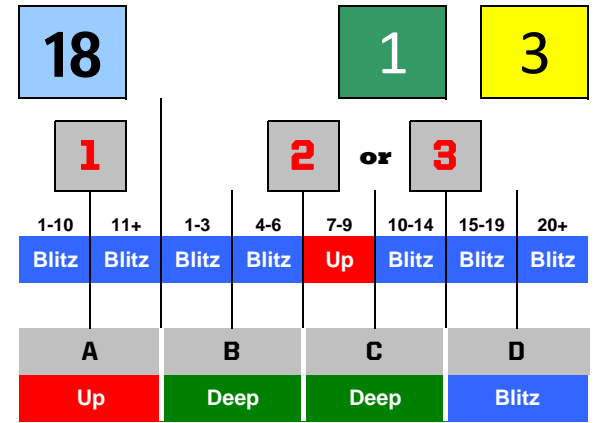 18 1 3
1 2 or 3
1-10 11+ 1-3 4-6 7-9 10-14 15-19 20+
Blitz Blitz Blitz Blitz Up Blitz Blitz Blitz
A B C D
Up Deep Deep Blitz